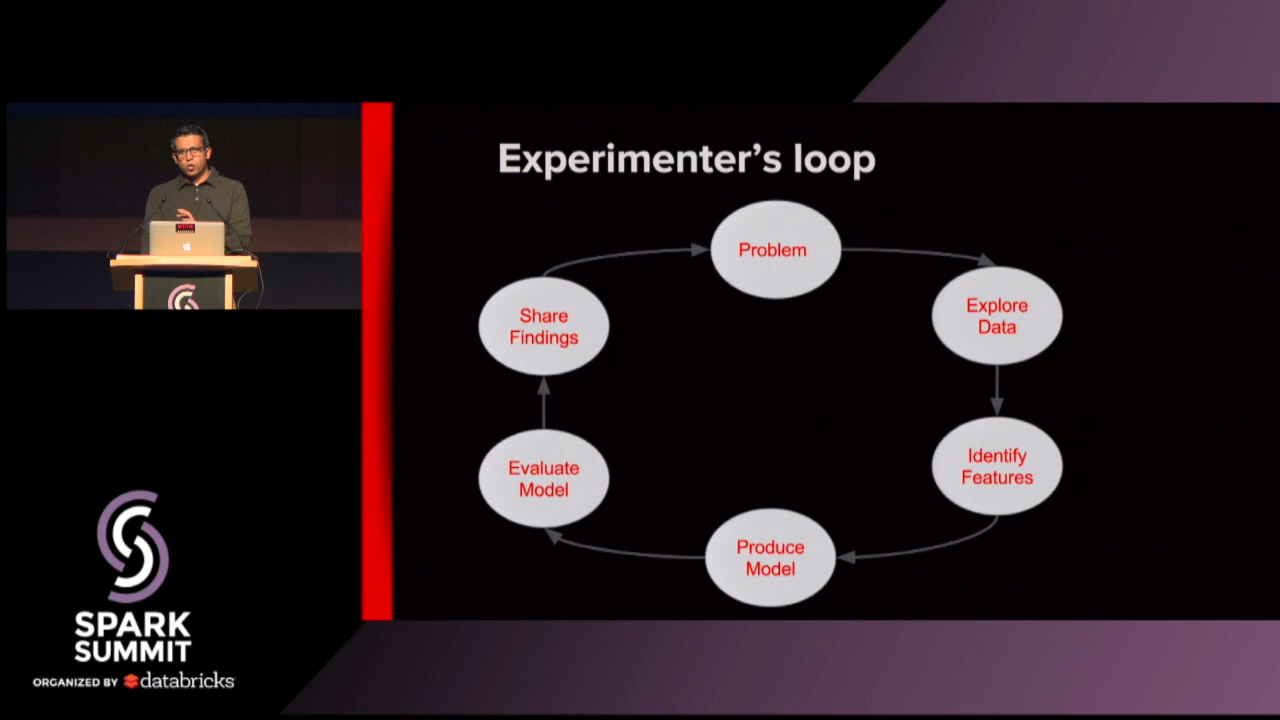 Experimenter's loop
Problem
Explore
Data
Identify
Features
Produce
Model
Evaluate
Model
Share
Findings
SPARK
SUMMIT
ORGANIZED BY databricks